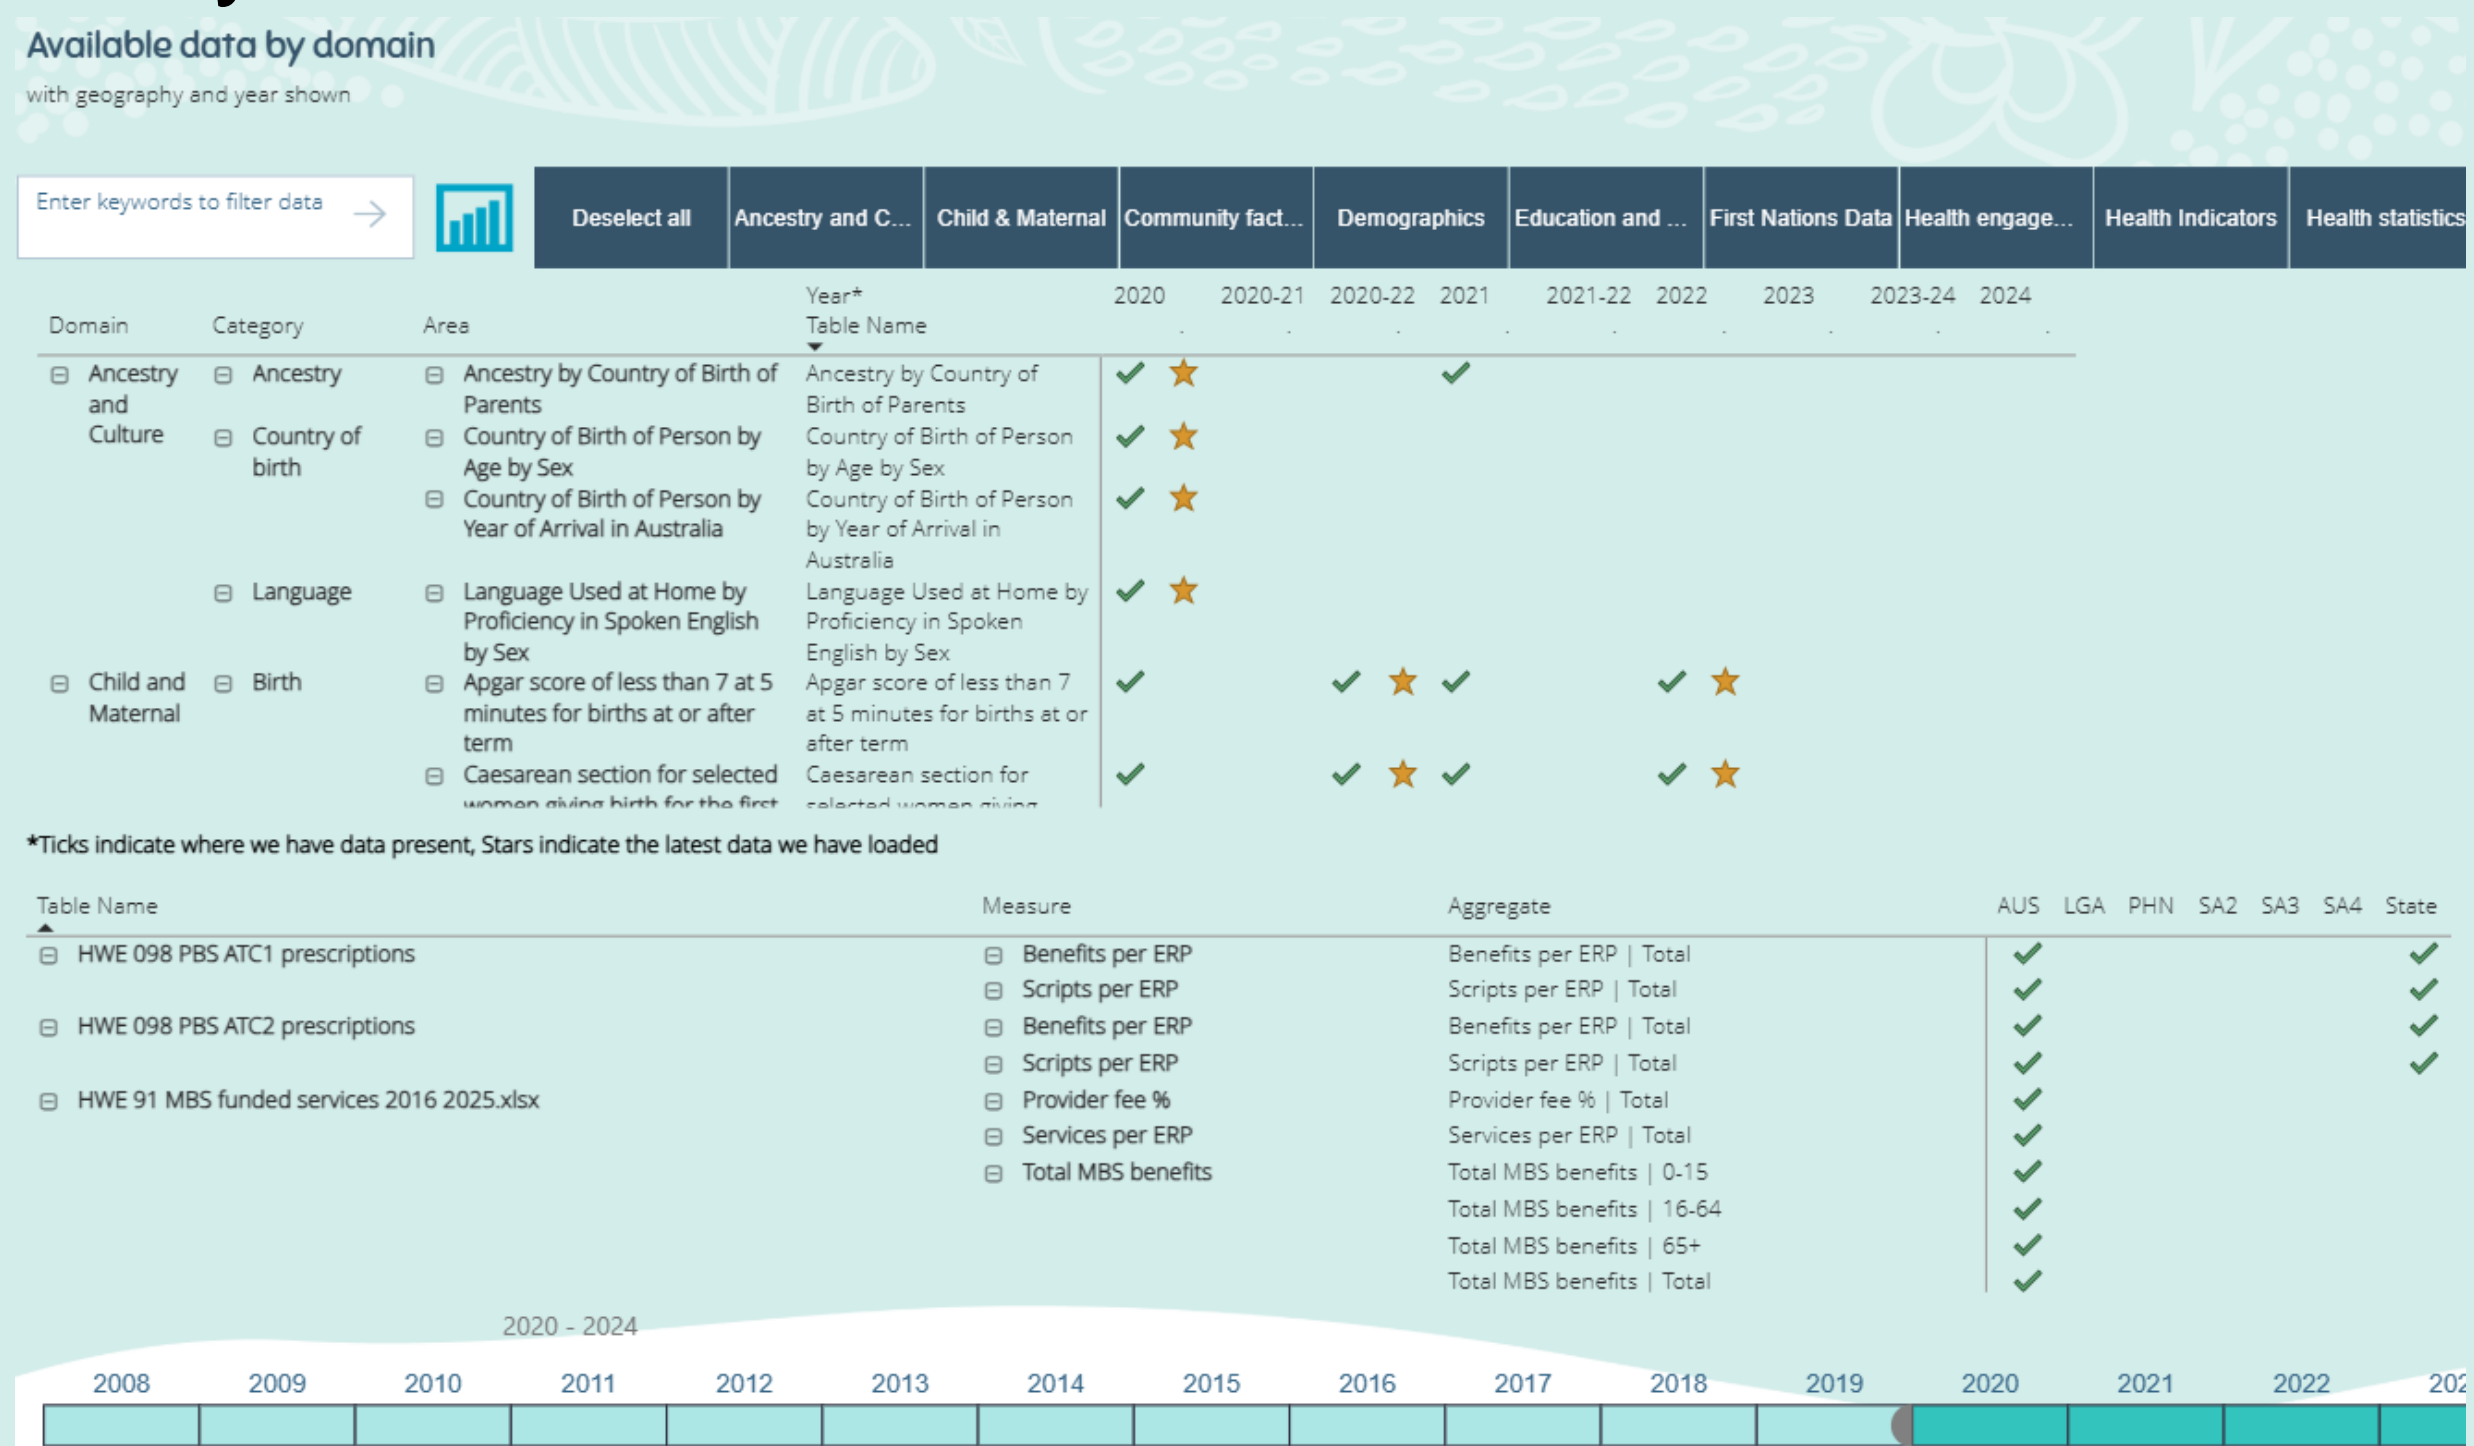 Available data by domain
with geography and year shown
Enter keywords to filter data
Deselect all Ancestry and C... Child & Maternal Community fact... Demographics Education and ... First Nations Data Health engage... Health Indicators Health statistics
Year* 2020 2020-21 2020-22 2021 2021-22 2022 2023 2023-24 2024
Domain Category Area Table Name
Ancestry Ancestry Ancestry by Country of Birth of Ancestry by Country of
and Parents Birth of Parents
Culture Country of Country of Birth of Person by Country of Birth of Person
birth Age by Sex by Age by Sex
Country of Birth of Person by Country of Birth of Person
Year of Arrival in Australia by Year of Arrival in
Australia
Language Language Used at Home by Language Used at Home by
Proficiency in Spoken English Proficiency in Spoken
by Sex English by Sex
Child and Birth Apgar score of less than 7 at 5 Apgar score of less than 7
Maternal minutes for births at or after at 5 minutes for births at or
term after term
Caesarean section for selected Caesarean section for
women giving birth for the first selected women giving
*Ticks indicate where we have data present, Stars indicate the latest data we have loaded
Table Name Measure Aggregate AUS LGA PHN SA2 SA3 SA4 State
HWE 098 PBS ATC1 prescriptions Benefits per ERP Benefits per ERP | Total
Scripts per ERP Scripts per ERP | Total
HWE 098 PBS ATC2 prescriptions Benefits per ERP Benefits per ERP | Total
Scripts per ERP Scripts per ERP | Total
HWE 91 MBS funded services 2016 2025.xlsx Provider fee % Provider fee % | Total
Services per ERP Services per ERP | Total
Total MBS benefits Total MBS benefits | 0-15
Total MBS benefits | 16-64
Total MBS benefits | 65+
Total MBS benefits | Total
2020 - 2024
2008 2009 2010 2011 2012 2013 2014 2015 2016 2017 2018 2019 2020 2021 2022 202